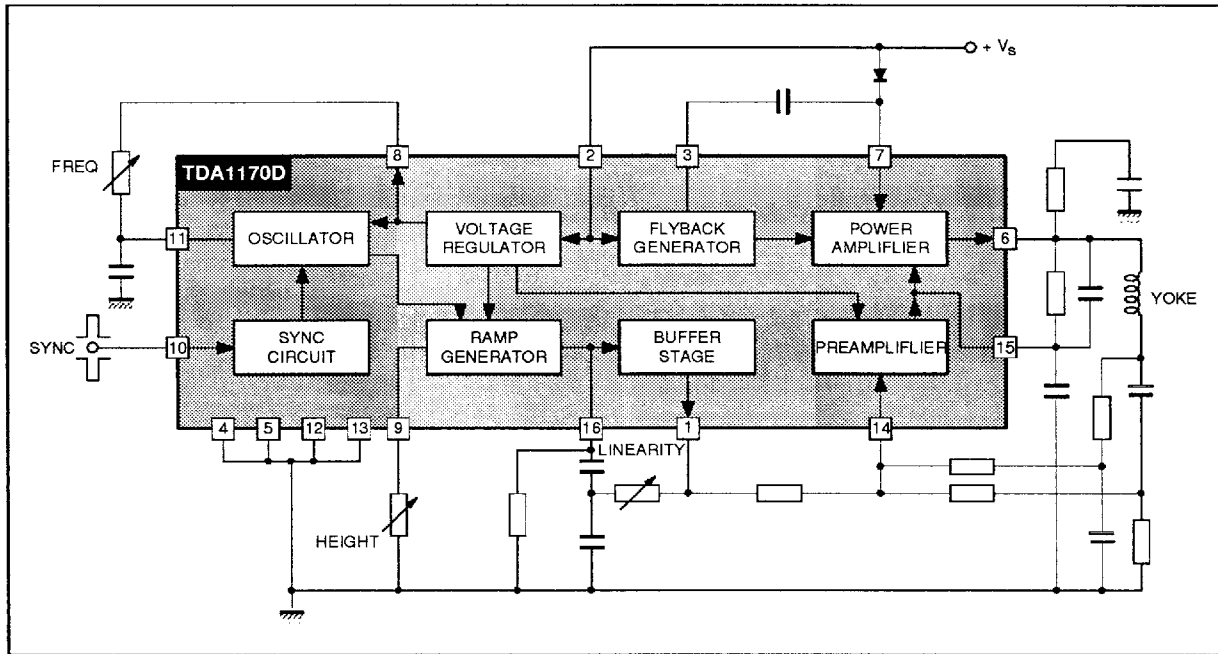 + VS
8
2
3
7
FREQ
TDA1170D
11
OSCILLATOR
VOLTAGE
REGULATOR
FLYBACK
GENERATOR
POWER
AMPLIFLIER
6
YOKE
SYNC
10
SYNC
CIRCUIT
RAMP
GENERATOR
BUFFER
STAGE
PREAMPLIFLIER
15
4
5
12
13
9
16
1
14
LINEARITY
HEIGHT